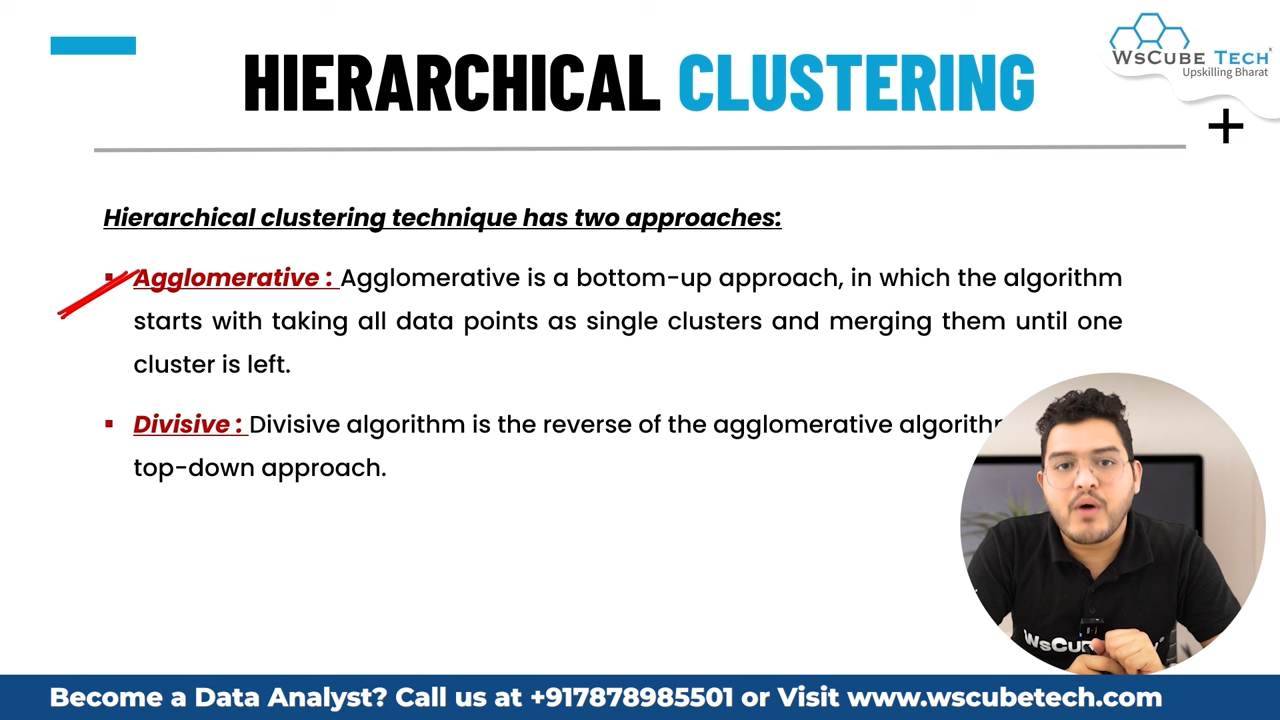 HIERARCHICAL CLUSTERING
WsCube Tech
Upskilling Bharat
Hierarchical clustering technique has two approaches:
▪ Agglomerative : Agglomerative is a bottom-up approach, in which the algorithm
starts with taking all data points as single clusters and merging them until one
cluster is left.
▪ Divisive : Divisive algorithm is the reverse of the agglomerative
top-down approach.
Become a Data Analyst? Call us at +917878985501 or Visit www.wscubetech.com